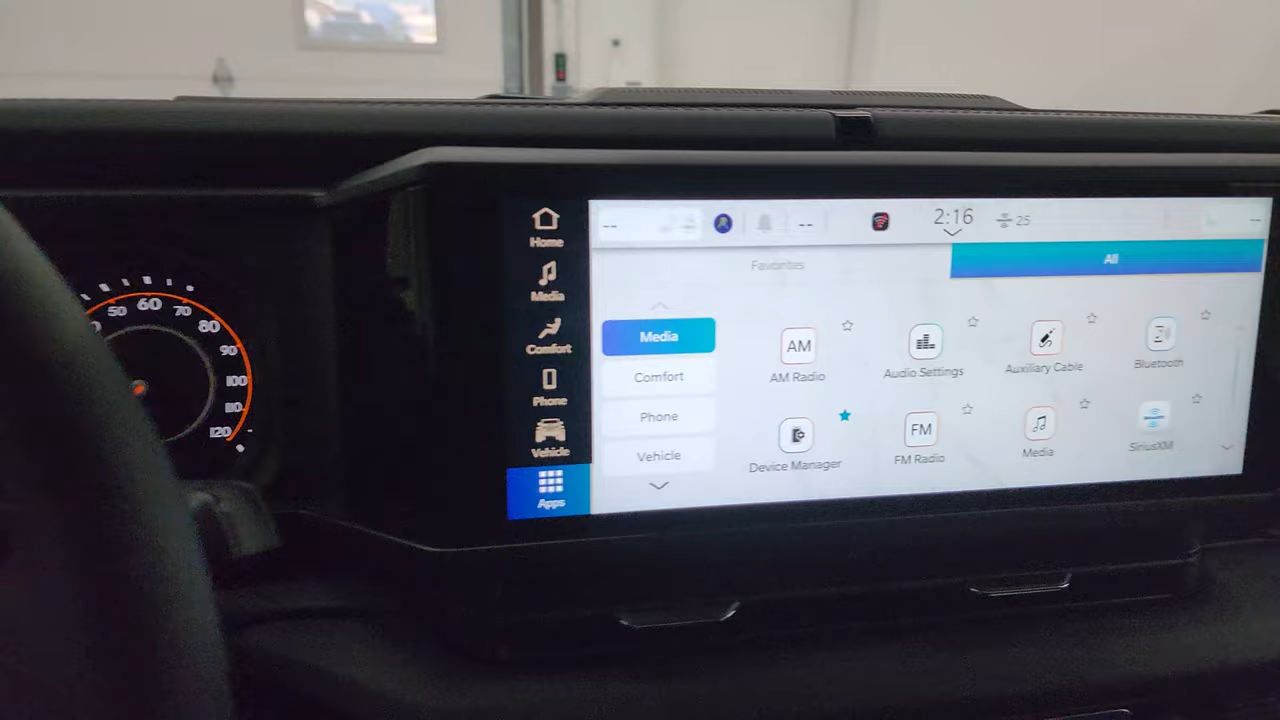 50 60 70
80
90
100
110
120
Home
Media
Comfort
Phone
Vehicle
Apps
-- -- 2:16 25 --
Favorites All
Media
Comfort
Phone
Vehicle
AM
AM Radio
Audio Settings
Auxiliary Cable
Bluetooth
Device Manager
FM
FM Radio
Media
SiriusXM